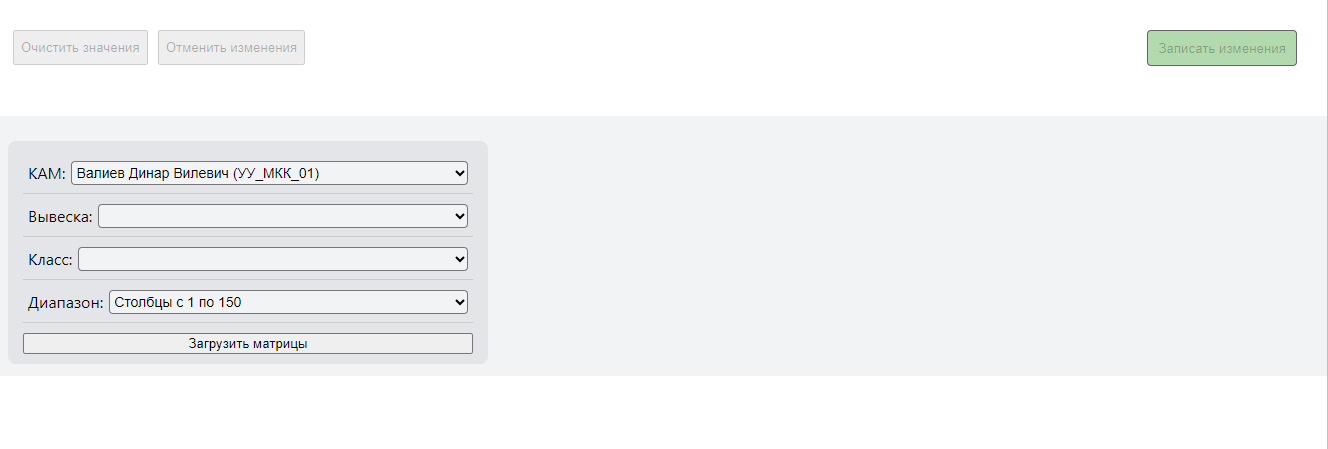 Очистить значения Отменить изменения Записать изменения
КАМ: Валиев Динар Вилевич (УУ_МКК_01)
Вывеска:
Класс:
Диапазон: Столбцы с 1 по 150
Загрузить матрицы